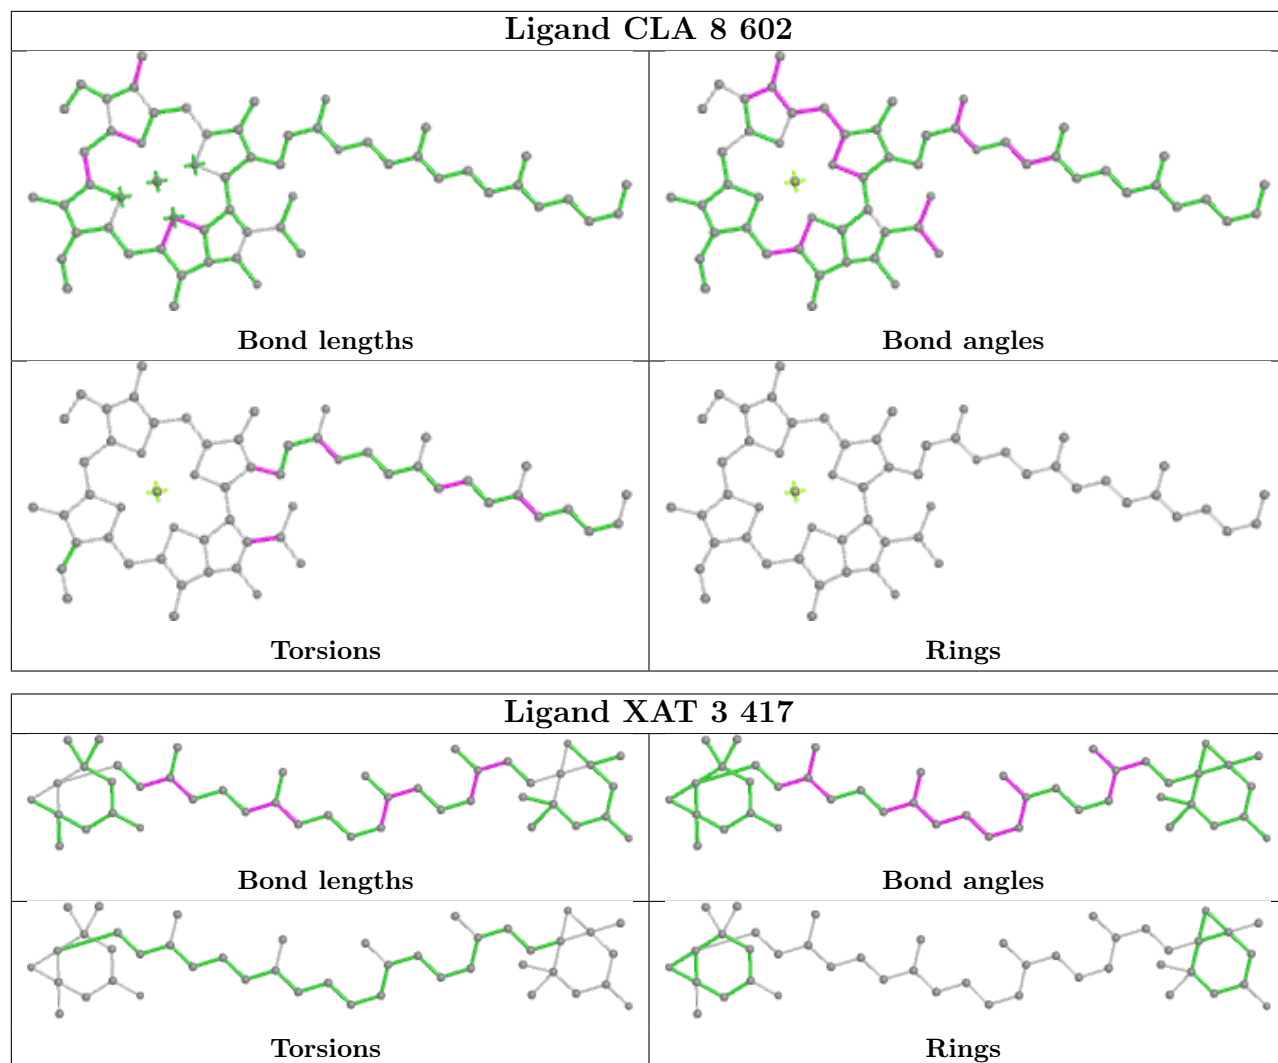 Ligand CLA 8 602
Bond lengths
Bond angles
Torsions
Rings
Ligand XAT 3 417
Bond lengths
Bond angles
Torsions
Rings